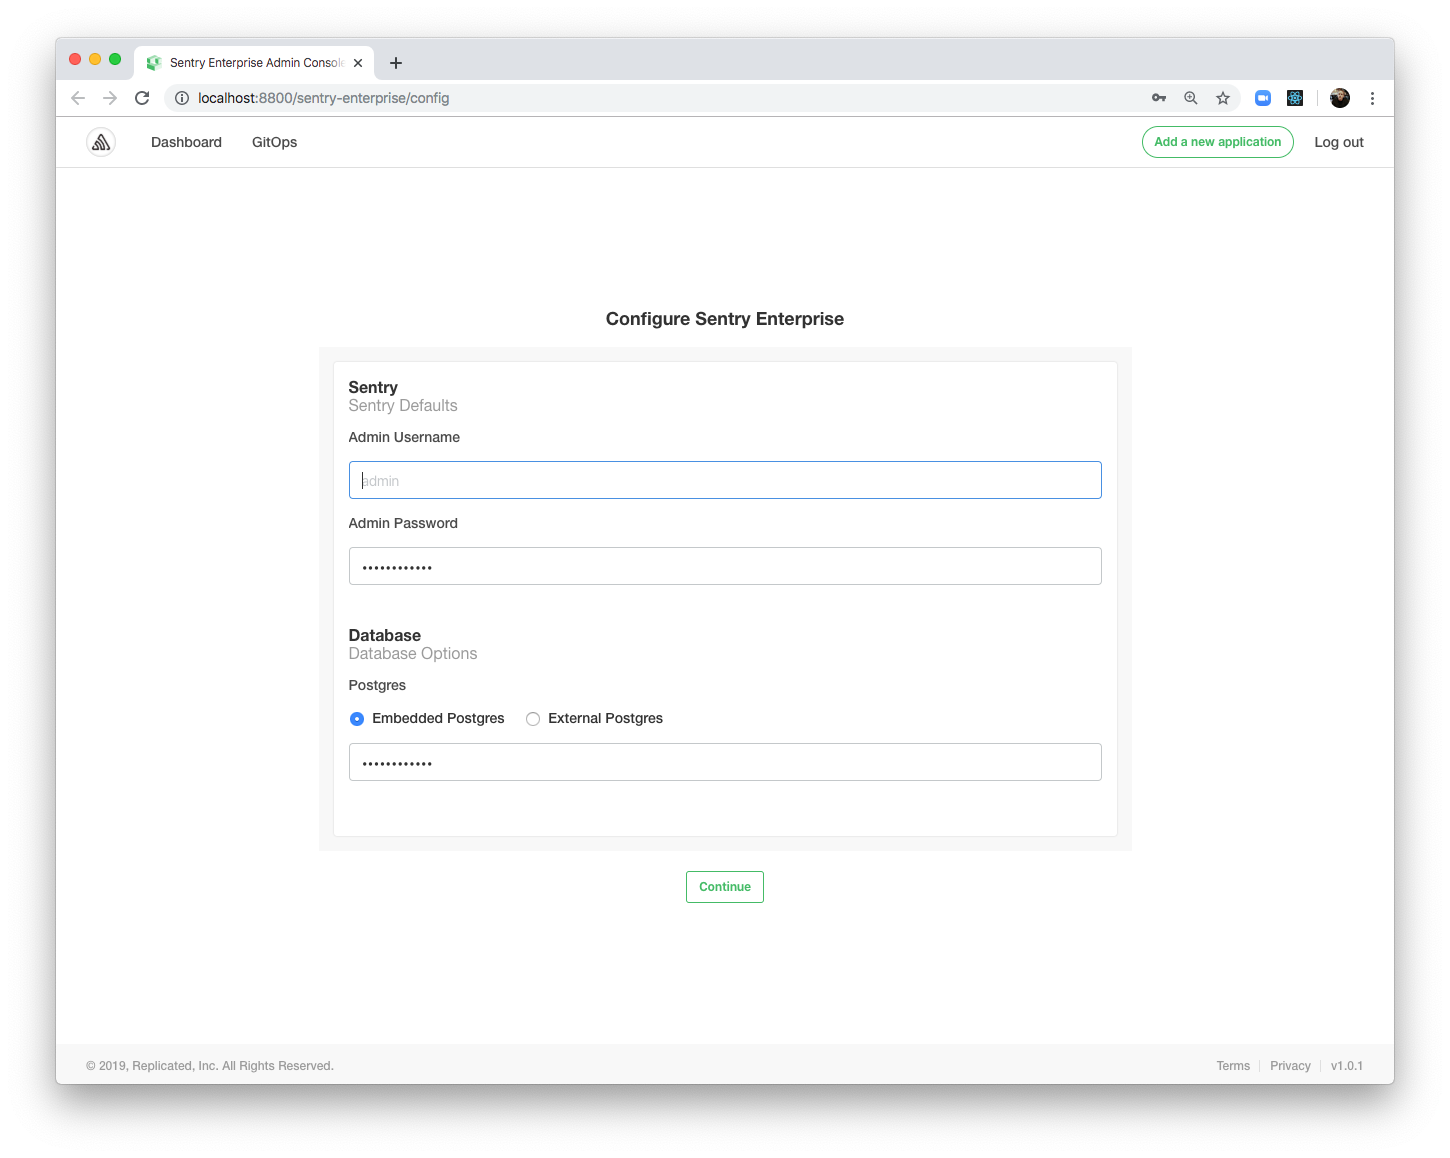 Sentry Enterprise Admin Console
localhost:8800/sentry-enterprise/config
Dashboard GitOps Add a new application Log out
Configure Sentry Enterprise
Sentry
Sentry Defaults
Admin Username
admin
Admin Password
••••••••••••
Database
Database Options
Postgres
Embedded Postgres External Postgres
••••••••••••
Continue
© 2019, Replicated, Inc. All Rights Reserved. Terms Privacy v1.0.1